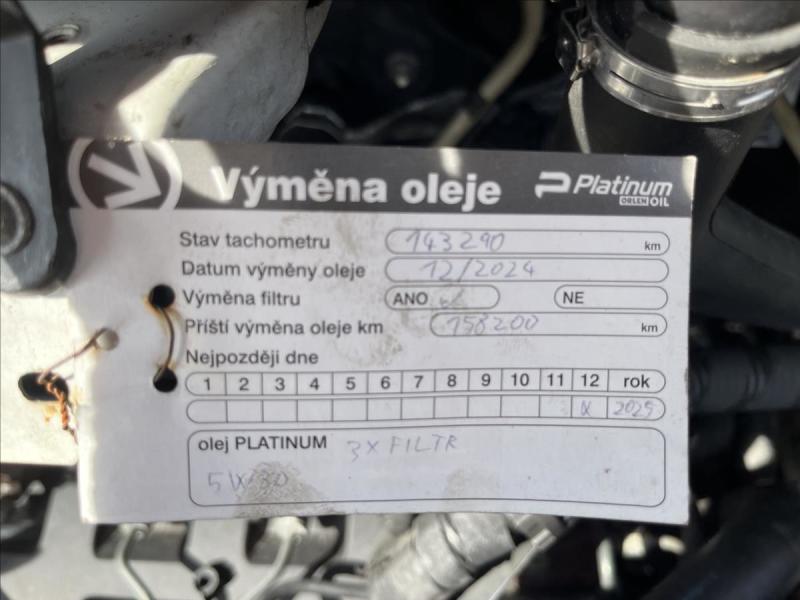 Výměna oleje Platinum ORLEN OIL
Stav tachometru 143290 km
Datum výměny oleje 12/2024
Výměna filtru ANO NE
Příští výměna oleje km 158200 km
Nejpozději dne
1 2 3 4 5 6 7 8 9 10 11 12 rok
X 2025
olej PLATINUM 3X FILTR
5W30